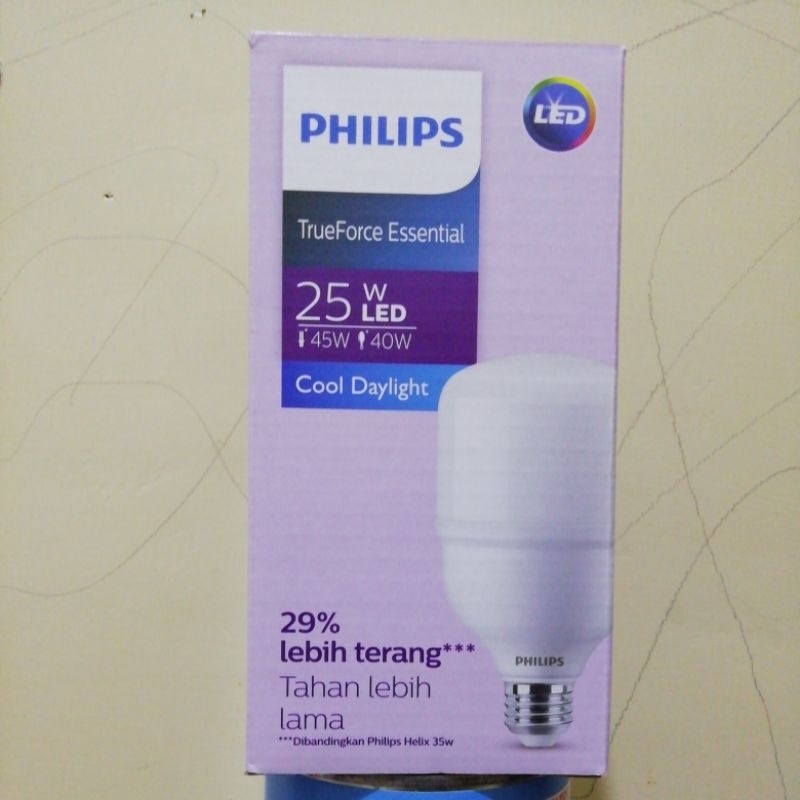 PHILIPS
LED
TrueForce Essential
25 W
LED
45W 40W
Cool Daylight
29%
lebih terang***
Tahan lebih
lama
***Dibandingkan Philips Helix 35w
PHILIPS